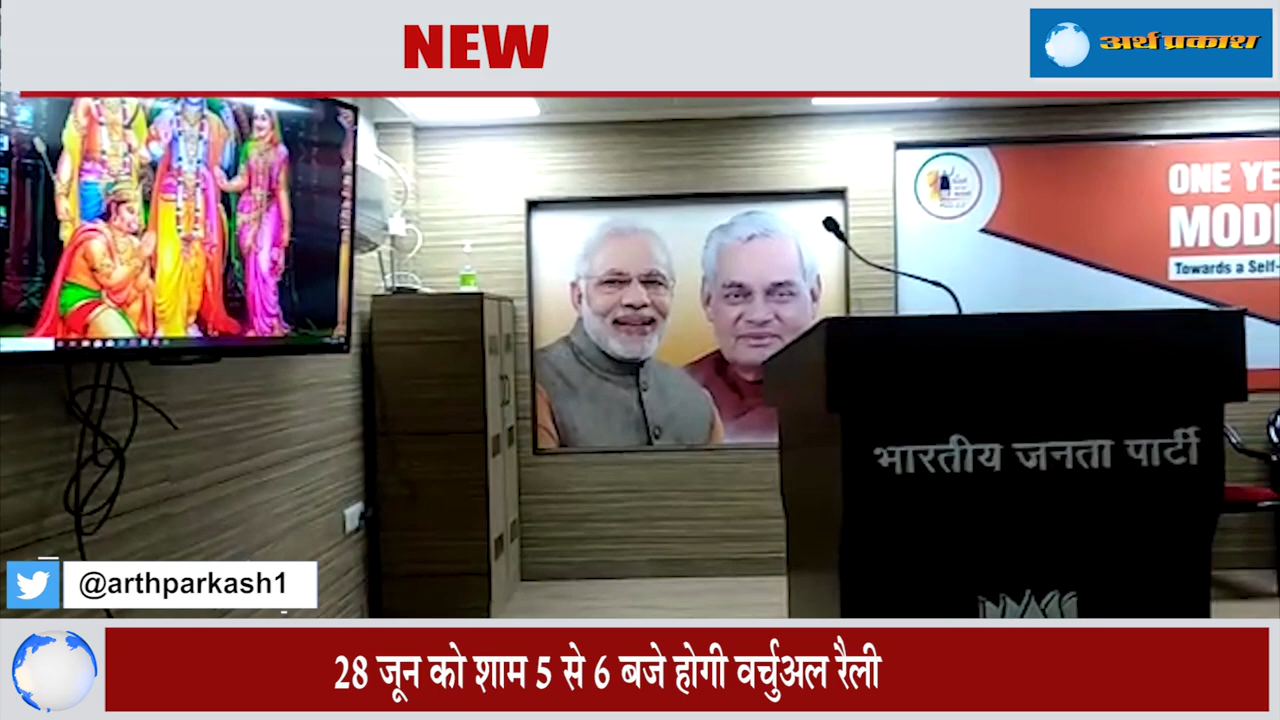 NEW
अर्थ प्रकाश
ONE YE
MODI
Towards a Self-
भारतीय जनता पार्टी
@arthparkash1
28 जून को शाम 5 से 6 बजे होगी वर्चुअल रैली